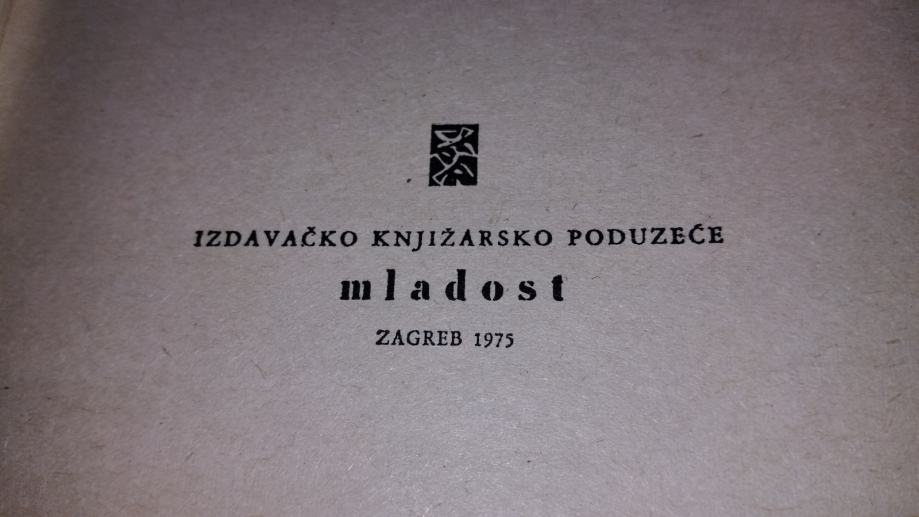 IZDAVAČKO KNJIŽARSKO PODUZEĆE
mladost
ZAGREB 1975